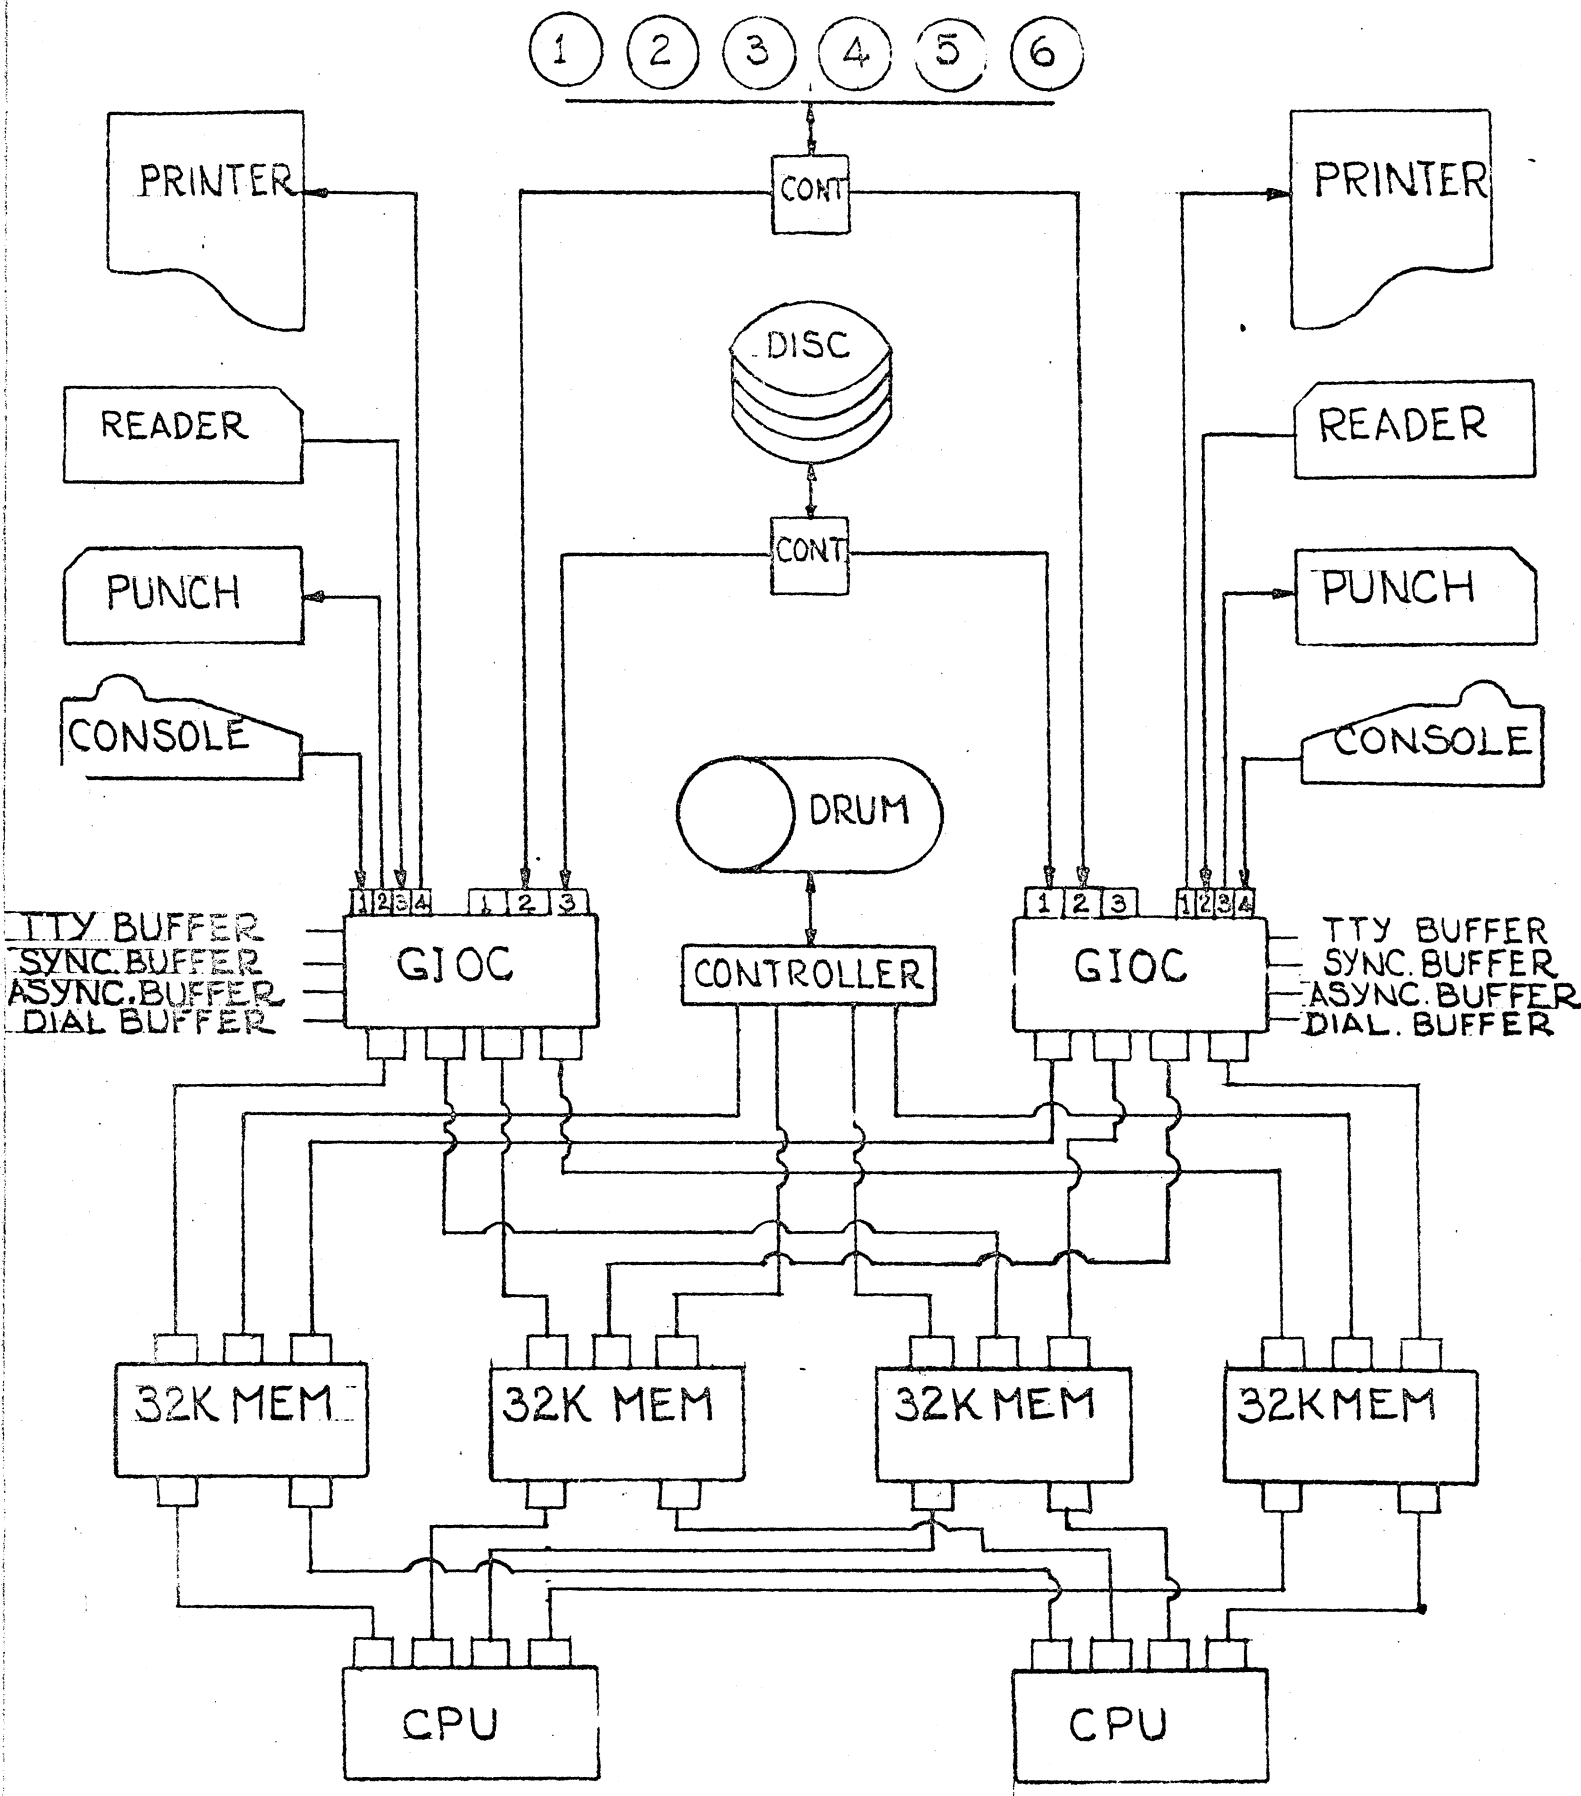 1 2 3 4 5 6
PRINTER
CONT
PRINTER
DISC
READER
READER
CONT
PUNCH
PUNCH
CONSOLE
CONSOLE
DRUM
1 2 3 4
1 2 3
1 2 3
1 2 3 4
TTY BUFFER
SYNC. BUFFER
ASYNC. BUFFER
DIAL BUFFER
GIOC
CONTROLLER
GIOC
TTY BUFFER
SYNC. BUFFER
ASYNC. BUFFER
DIAL. BUFFER
32K MEM
32K MEM
32K MEM
32K MEM
CPU
CPU